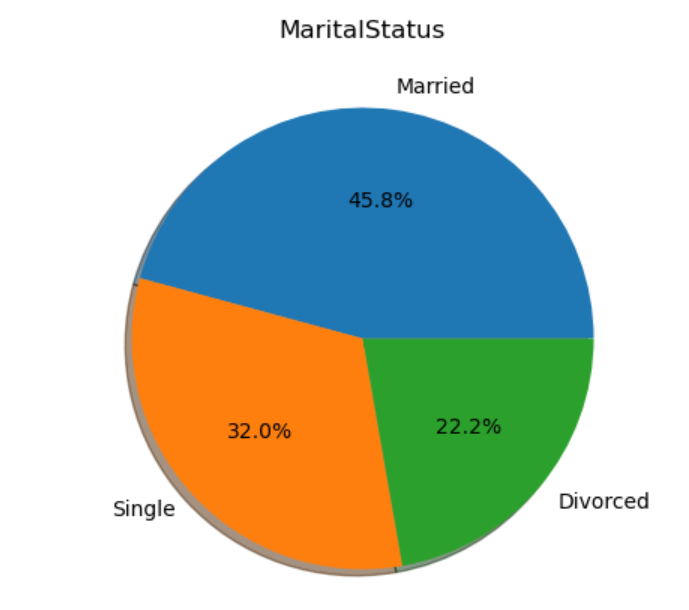 MaritalStatus
Married
45.8%
32.0%
22.2%
Single
Divorced